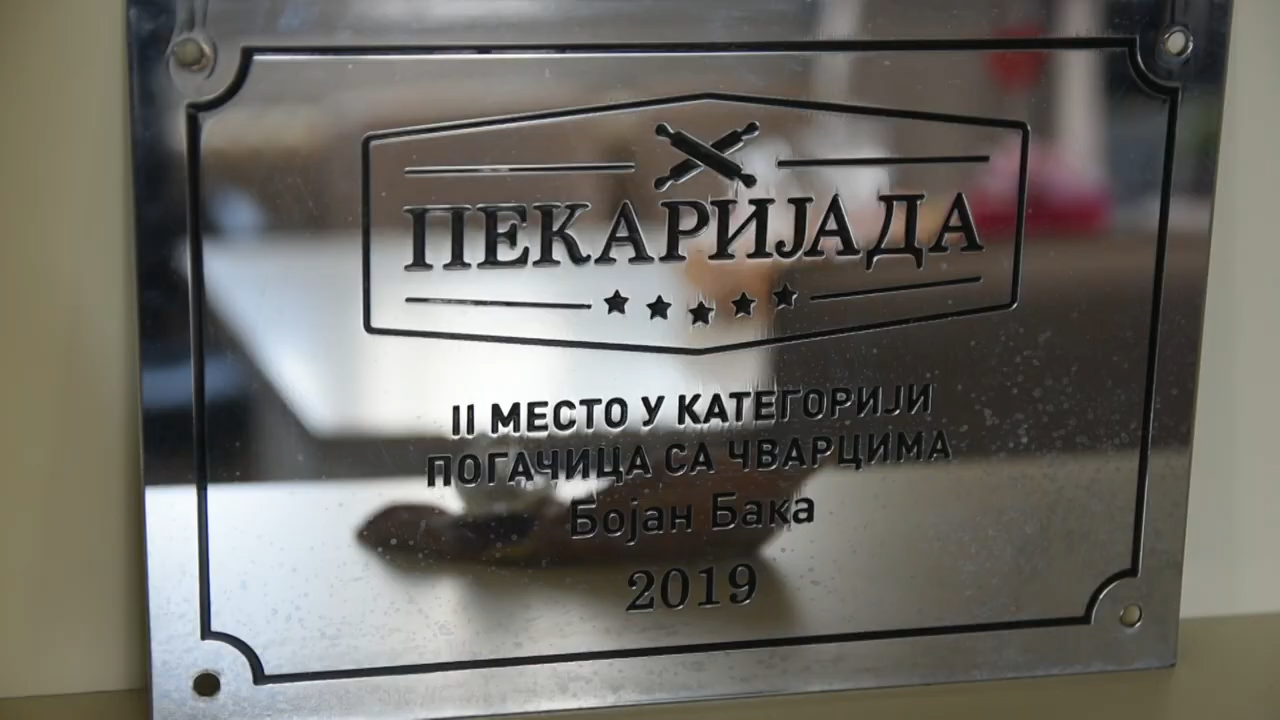 ПЕКАРИЈАДА
II МЕСТО У КАТЕГОРИЈИ
ПОГАЧИЦА СА ЧВАРЦИМА
Бојан Бака
2019